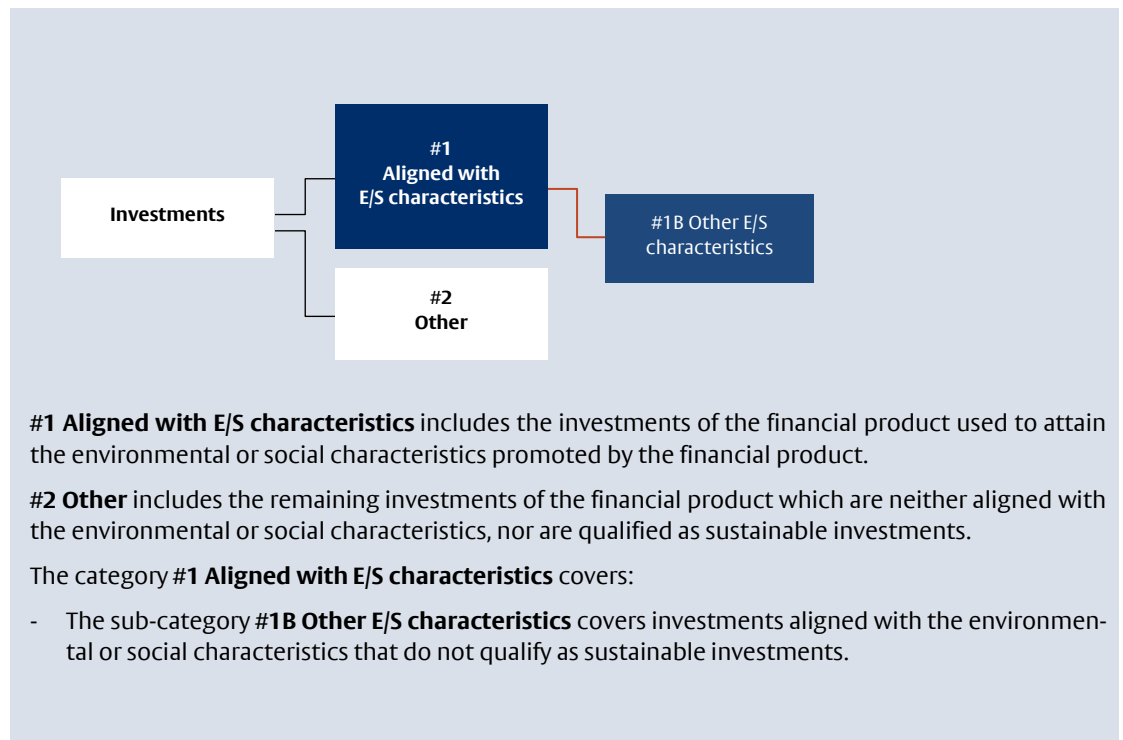 #1
Aligned with
E/S characteristics
Investments
#1B Other E/S
characteristics
#2
Other
#1 Aligned with E/S characteristics includes the investments of the financial product used to attain
the environmental or social characteristics promoted by the financial product.
#2 Other includes the remaining investments of the financial product which are neither aligned with
the environmental or social characteristics, nor are qualified as sustainable investments.
The category #1 Aligned with E/S characteristics covers:
- The sub-category #1B Other E/S characteristics covers investments aligned with the environmen-
tal or social characteristics that do not qualify as sustainable investments.